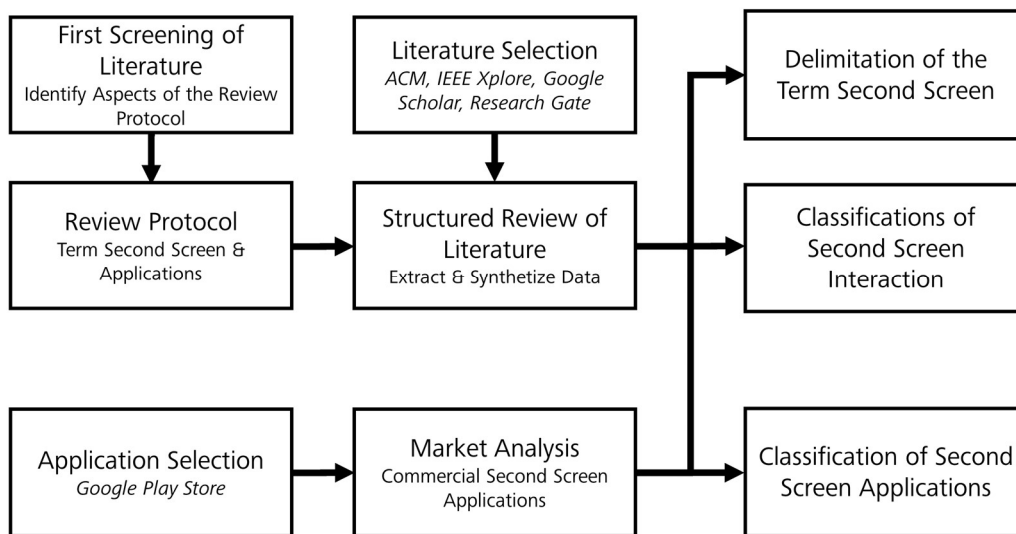 First Screening of
Literature
Identify Aspects of the Review
Protocol
Literature Selection
ACM, IEEE Xplore, Google
Scholar, Research Gate
Delimitation of the
Term Second Screen
Review Protocol
Term Second Screen &
Applications
Structured Review of
Literature
Extract & Synthetize Data
Classifications of
Second Screen
Interaction
Application Selection
Google Play Store
Market Analysis
Commercial Second Screen
Applications
Classification of Second
Screen Applications